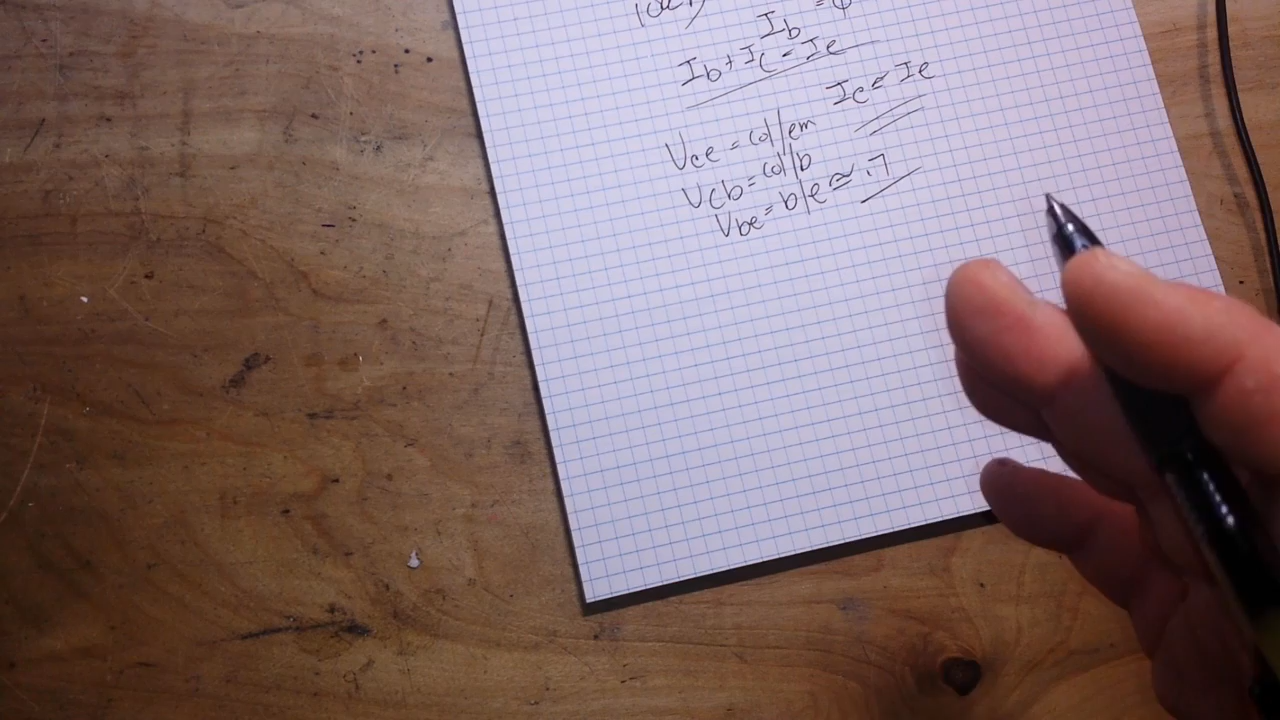 Ib = ϕ
Ib + Ic = Ie
Ic = Ie
Vce = col/em
Vcb = col/b
Vbe = b/e ≃ .7